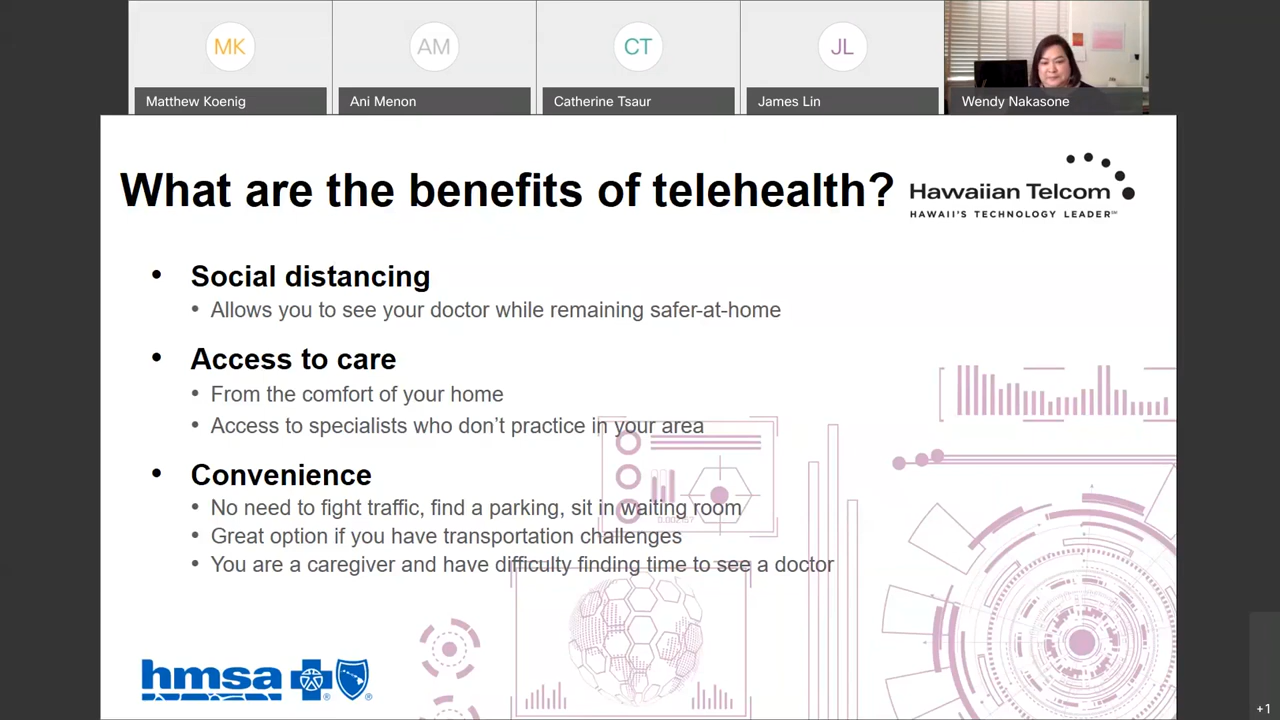 MK
AM
CT
JL
Matthew Koenig
Ani Menon
Catherine Tsaur
James Lin
Wendy Nakasone
What are the benefits of telehealth?
Hawaiian Telcom
HAWAII'S TECHNOLOGY LEADER℠
• Social distancing
• Allows you to see your doctor while remaining safer-at-home
• Access to care
• From the comfort of your home
• Access to specialists who don’t practice in your area
• Convenience
• No need to fight traffic, find a parking, sit in waiting room
• Great option if you have transportation challenges
• You are a caregiver and have difficulty finding time to see a doctor
hmsa
+1